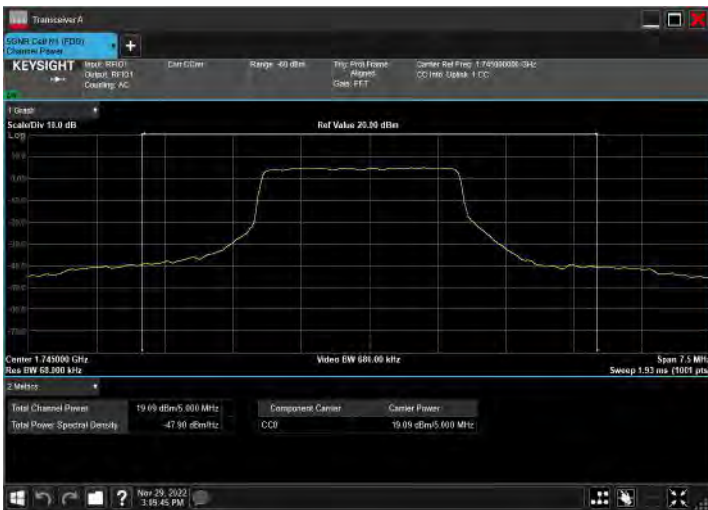 Transceiver A
5GNR Cell #1 (FDD)
Channel Power
KEYSIGHT
Input: RFIO1
Output: RFIO1
Coupling: AC
Corr CCorr
Range: -60 dBm
Trig: Prot Frame
Aligned
Gate: FFT
Carrier Ref Freq: 1.745000000 GHz
CC Info: Uplink, 1 CC
1 Graph
Scale/Div 10.0 dB
Ref Value 20.00 dBm
Log
Center 1.745000 GHz
Video BW 680.00 kHz
Span 7.5 MHz
Res BW 68.000 kHz
Sweep 1.93 ms (1001 pts
2 Metrics
Total Channel Power
19.09 dBm/5.000 MHz
Total Power Spectral Density
-47.90 dBm/Hz
Component Carrier
Carrier Power
CC0
19.09 dBm/5.000 MHz
?
Nov 29, 2022
3:05:45 PM